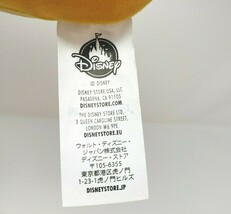 Disney
© DISNEY
DISNEY STORE USA, LLC
PASADENA, CA 91105
DISNEYSTORE.COM
THE DISNEY STORE LTD,
3 QUEEN CAROLINE STREET,
LONDON W6 9PE
DISNEYSTORE.EU
ウォルト・ディズニー・
ジャパン株式会社
ディズニー・ストア
〒105-6355
東京都港区虎ノ門
1-23-1虎ノ門ヒルズ
DISNEYSTORE.JP